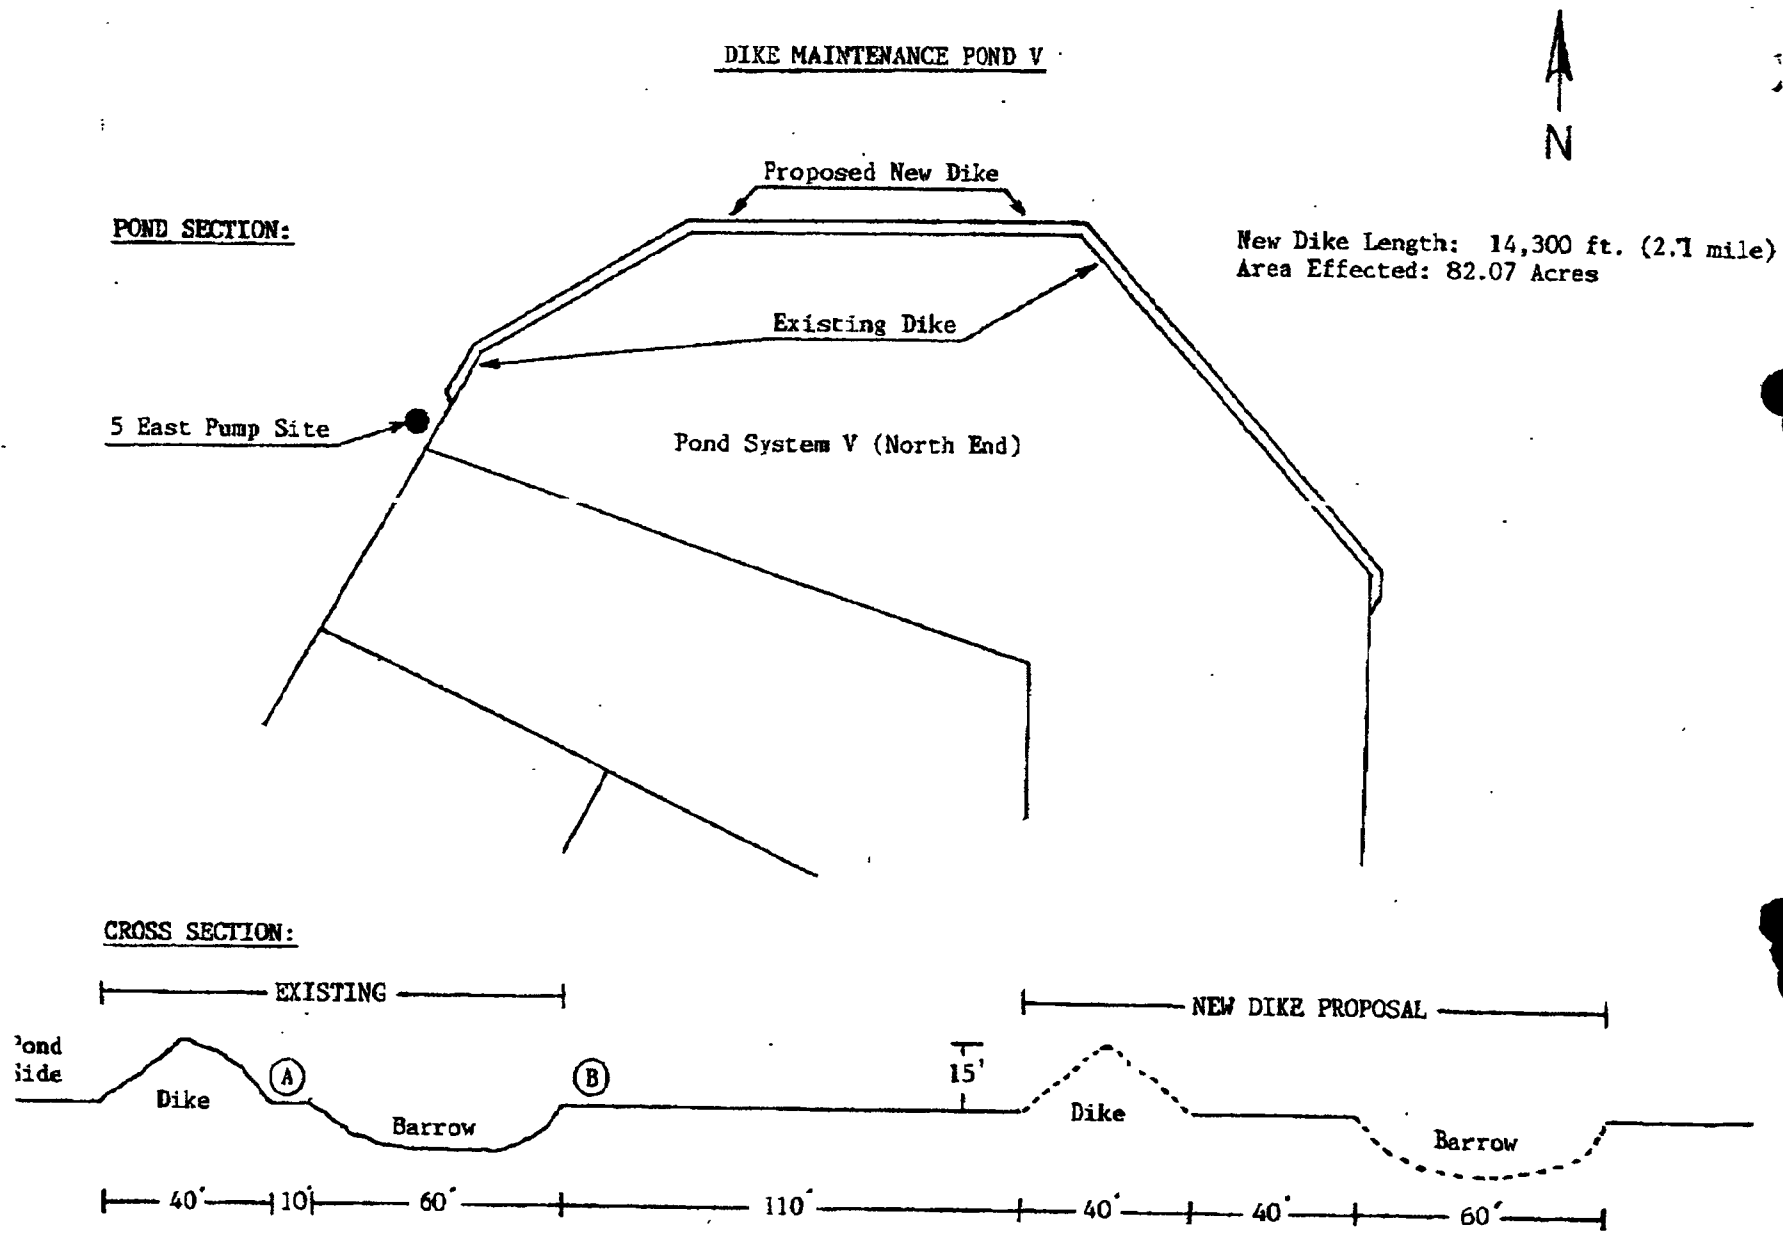 DIKE MAINTENANCE POND V
N
Proposed New Dike
POND SECTION:
New Dike Length: 14,300 ft. (2.7 mile)
Area Effected: 82.07 Acres
Existing Dike
5 East Pump Site
Pond System V (North End)
CROSS SECTION:
EXISTING
NEW DIKE PROPOSAL
ond
ide
A
B
15'
Dike
Barrow
Dike
Barrow
40' 10' 60' 110' 40' 40' 60'